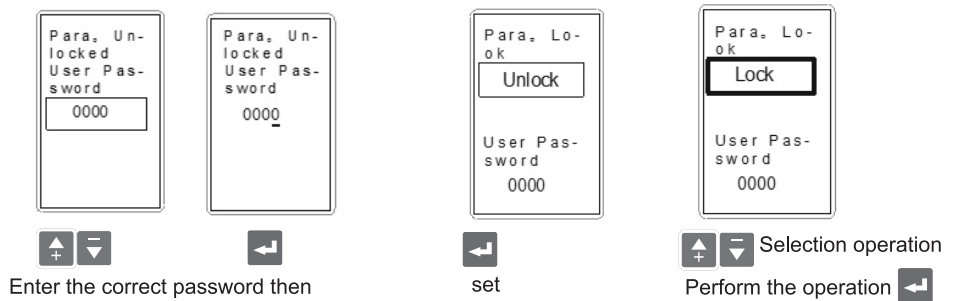 Para. Un-
locked
User Pas-
sword
0000
Para. Un-
locked
User Pas-
sword
0000
Para. Lo-
ok
Unlock
User Pas-
sword
0000
Para. Lo-
ok
Lock
User Pas-
sword
0000
+
−
Selection operation
Enter the correct password then
set
Perform the operation